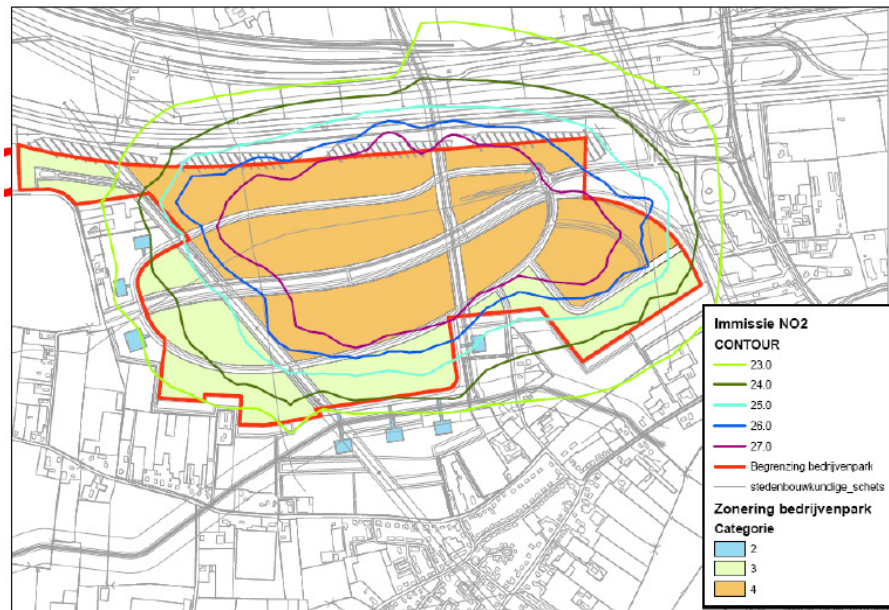 Immissie NO2
CONTOUR
23.0
24.0
25.0
26.0
27.0
Begrenzing bedrijvenpark
stedenbouwkundige_schets
Zonering bedrijvenpark
Categorie
2
3
4